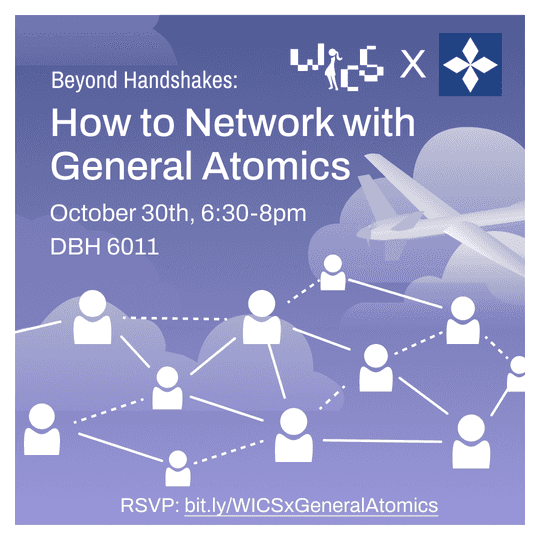 WiCS X
Beyond Handshakes:
How to Network with
General Atomics
October 30th, 6:30-8pm
DBH 6011
RSVP: bit.ly/WICSxGeneralAtomics